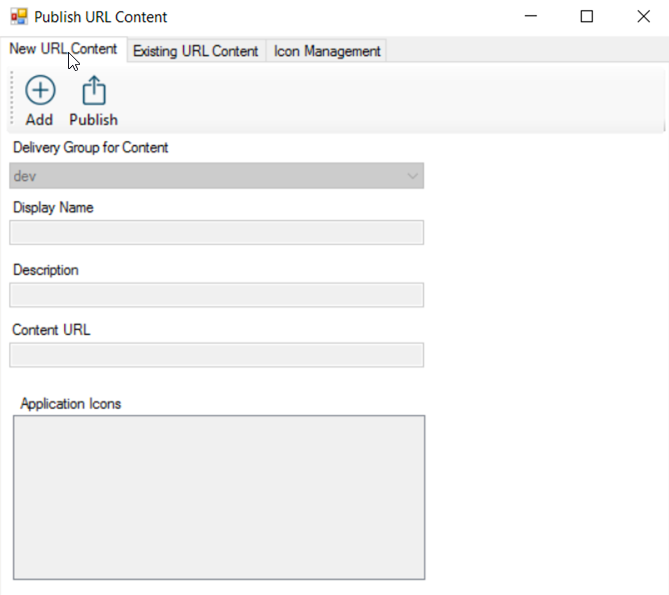 Publish URL Content
New URL Content Existing URL Content Icon Management
Add Publish
Delivery Group for Content
dev
Display Name
Description
Content URL
Application Icons